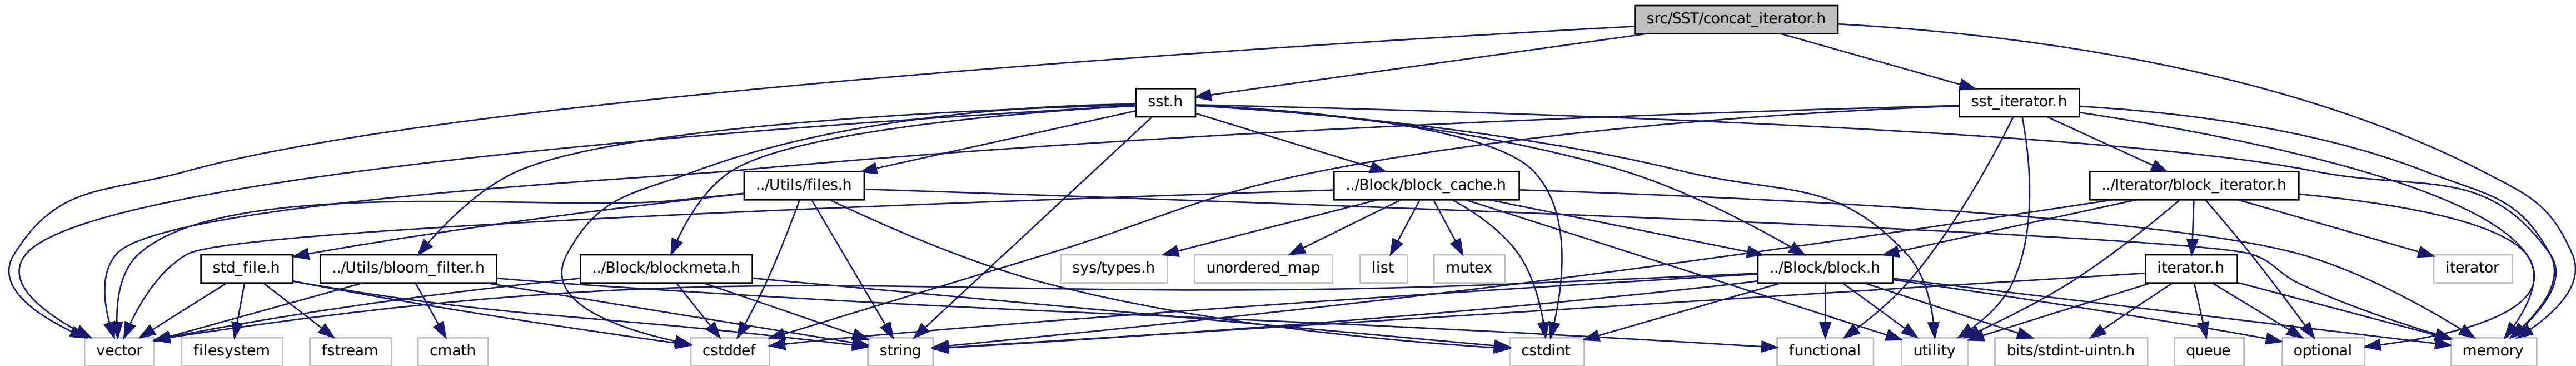 src/SST/concat_iterator.h
sst.h
sst_iterator.h
../Utils/files.h
../Block/block_cache.h
../Iterator/block_iterator.h
std_file.h
../Utils/bloom_filter.h
../Block/blockmeta.h
sys/types.h
unordered_map
list
mutex
../Block/block.h
iterator.h
iterator
vector
filesystem
fstream
cmath
cstddef
string
cstdint
functional
utility
bits/stdint-uintn.h
queue
optional
memory